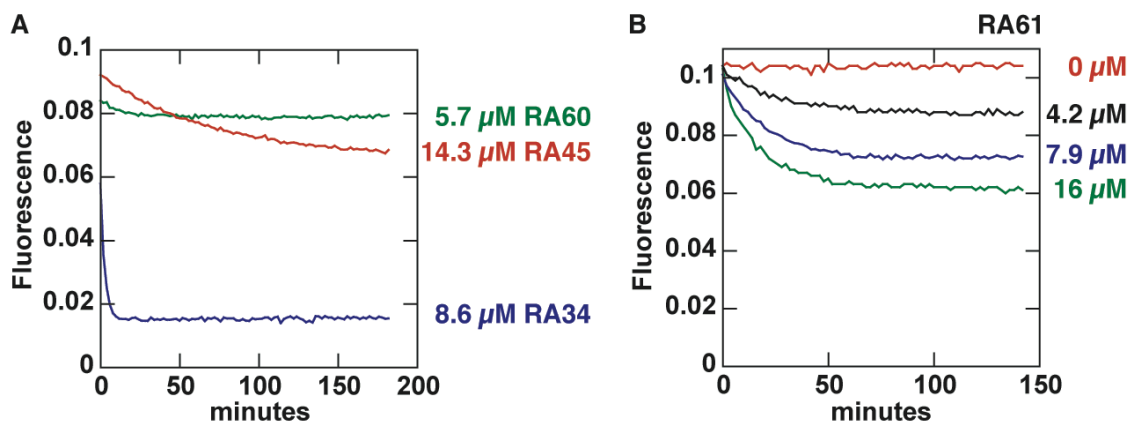 A
Fluorescence
0.1
0.08
0.06
0.04
0.02
0
0
50
100
150
200
minutes
5.7 µM RA60
14.3 µM RA45
8.6 µM RA34
B
RA61
Fluorescence
0.1
0.08
0.06
0.04
0.02
0
0
50
100
150
minutes
0 µM
4.2 µM
7.9 µM
16 µM